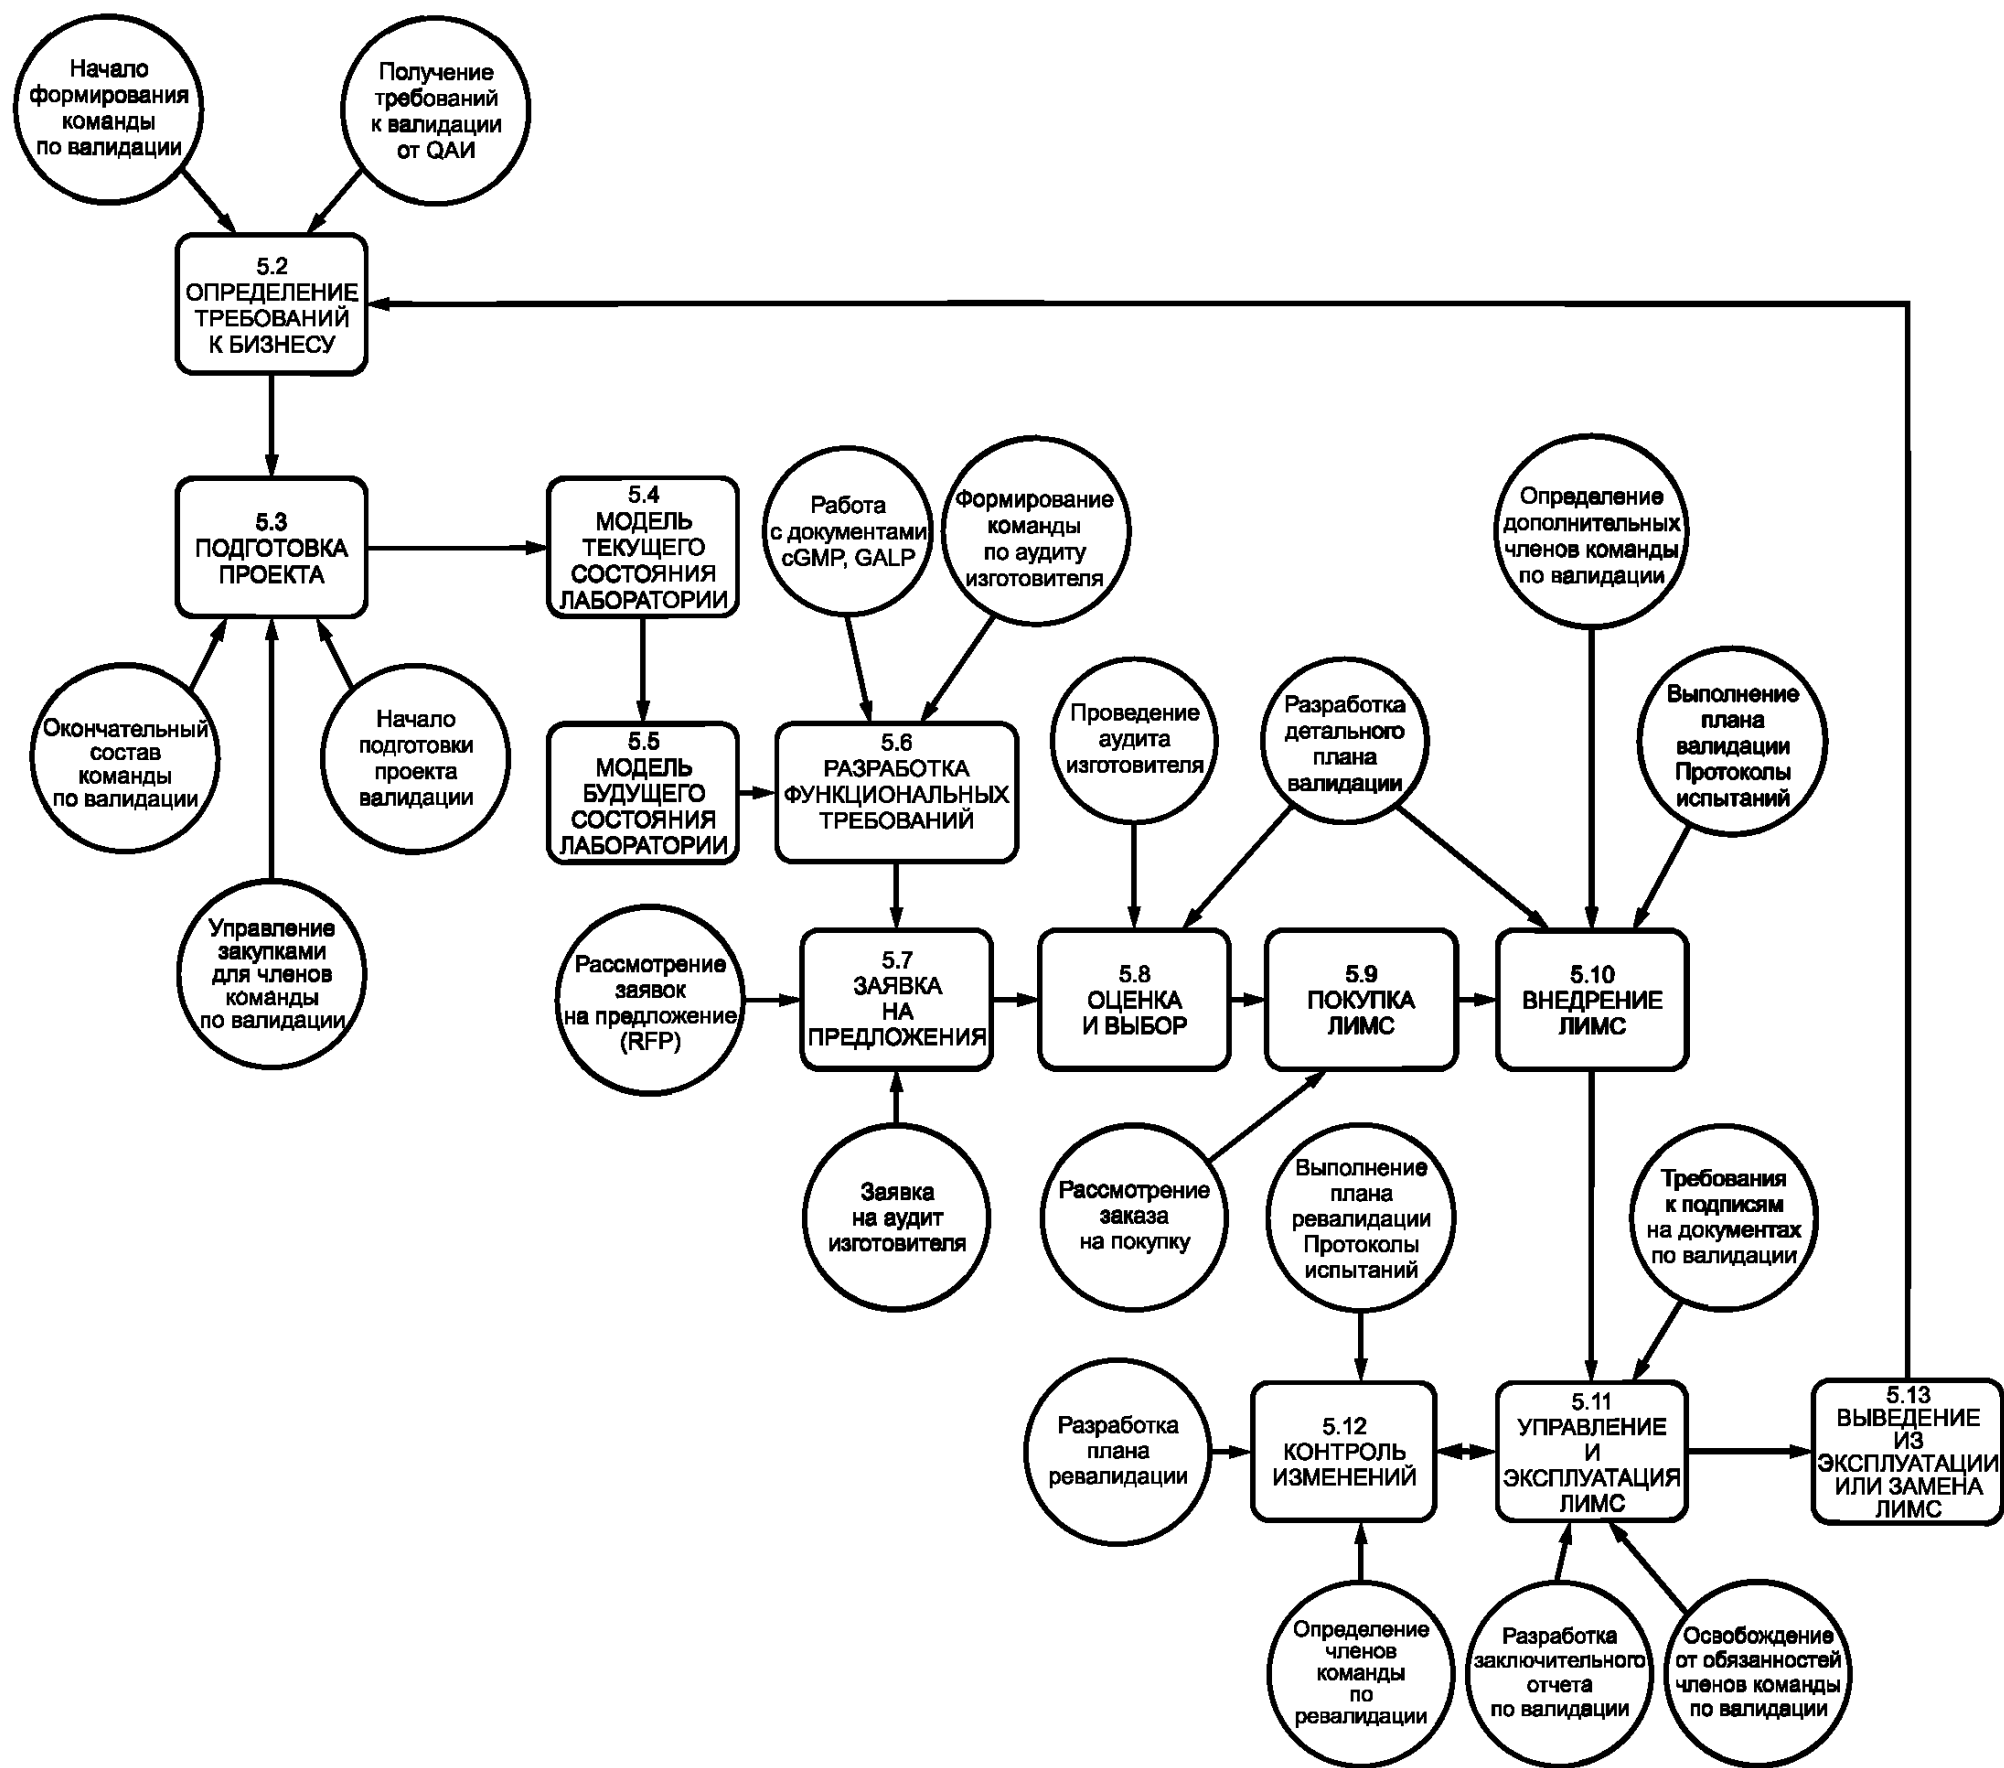 Начало
формирования
команды
по валидации
Получение
требований
к валидации
от QАИ
5.2
ОПРЕДЕЛЕНИЕ
ТРЕБОВАНИЙ
К БИЗНЕСУ
5.3
ПОДГОТОВКА
ПРОЕКТА
5.4
МОДЕЛЬ
ТЕКУЩЕГО
СОСТОЯНИЯ
ЛАБОРАТОРИИ
Работа
с документами
cGMP, GALP
Формирование
команды
по аудиту
изготовителя
Определение
дополнительных
членов команды
по валидации
Окончательный
состав
команды
по валидации
Начало
подготовки
проекта
валидации
5.5
МОДЕЛЬ
БУДУЩЕГО
СОСТОЯНИЯ
ЛАБОРАТОРИИ
5.6
РАЗРАБОТКА
ФУНКЦИОНАЛЬНЫХ
ТРЕБОВАНИЙ
Проведение
аудита
изготовителя
Разработка
детального
плана
валидации
Выполнение
плана
валидации
Протоколы
испытаний
Управление
закупками
для членов
команды
по валидации
Рассмотрение
заявок
на предложение
(RFP)
5.7
ЗАЯВКА
НА
ПРЕДЛОЖЕНИЯ
5.8
ОЦЕНКА
И ВЫБОР
5.9
ПОКУПКА
ЛИМС
5.10
ВНЕДРЕНИЕ
ЛИМС
Заявка
на аудит
изготовителя
Рассмотрение
заказа
на покупку
Выполнение
плана
ревалидации
Протоколы
испытаний
Требования
к подписям
на документах
по валидации
Разработка
плана
ревалидации
5.12
КОНТРОЛЬ
ИЗМЕНЕНИЙ
5.11
УПРАВЛЕНИЕ
И
ЭКСПЛУАТАЦИЯ
ЛИМС
5.13
ВЫВЕДЕНИЕ
ИЗ
ЭКСПЛУАТАЦИИ
ИЛИ ЗАМЕНА
ЛИМС
Определение
членов
команды
по
ревалидации
Разработка
заключительного
отчета
по валидации
Освобождение
от обязанностей
членов команды
по валидации